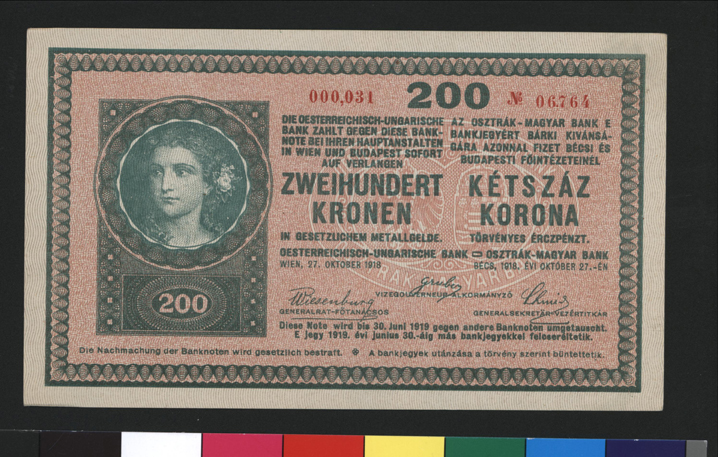 000,031 200 № 06764
DIE OESTERREICHISCH-UNGARISCHE
BANK ZAHLT GEGEN DIESE BANK-
NOTE BEI IHREN HAUPTANSTALTEN
IN WIEN UND BUDAPEST SOFORT
AUF VERLANGEN
AZ OSZTRÁK-MAGYAR BANK E
BANKJEGYÉRT BÁRKI KIVÁNSÁ-
GÁRA AZONNAL FIZET BÉCSI ÉS
BUDAPESTI FŐINTÉZETEINÉL
ZWEIHUNDERT
KRONEN
KÉTSZÁZ
KORONA
IN GESETZLICHEM METALLGELDE.
TÖRVÉNYES ÉRCZPÉNZT.
OESTERREICHISCH-UNGARISCHE BANK
OSZTRÁK-MAGYAR BANK
WIEN, 27. OKTOBER 1918
BÉCS, 1918. ÉVI OKTÓBER 27.-ÉN
200
Wiesenburg
GENERALRAT-FŐTANÁCSOS
Gruber
VIZEGOUVERNEUR-ALKORMÁNYZÓ
GENERALSEKRETÄR-VEZÉRTITKÁR
Diese Note wird bis 30. Juni 1919 gegen andere Banknoten umgetauscht.
E jegy 1919. évi junius 30.-áig más bankjegyekkel felcseréltetik.
Die Nachmachung der Banknoten wird gesetzlich bestraft. A bankjegyek utánzása a törvény szerint büntettetik.